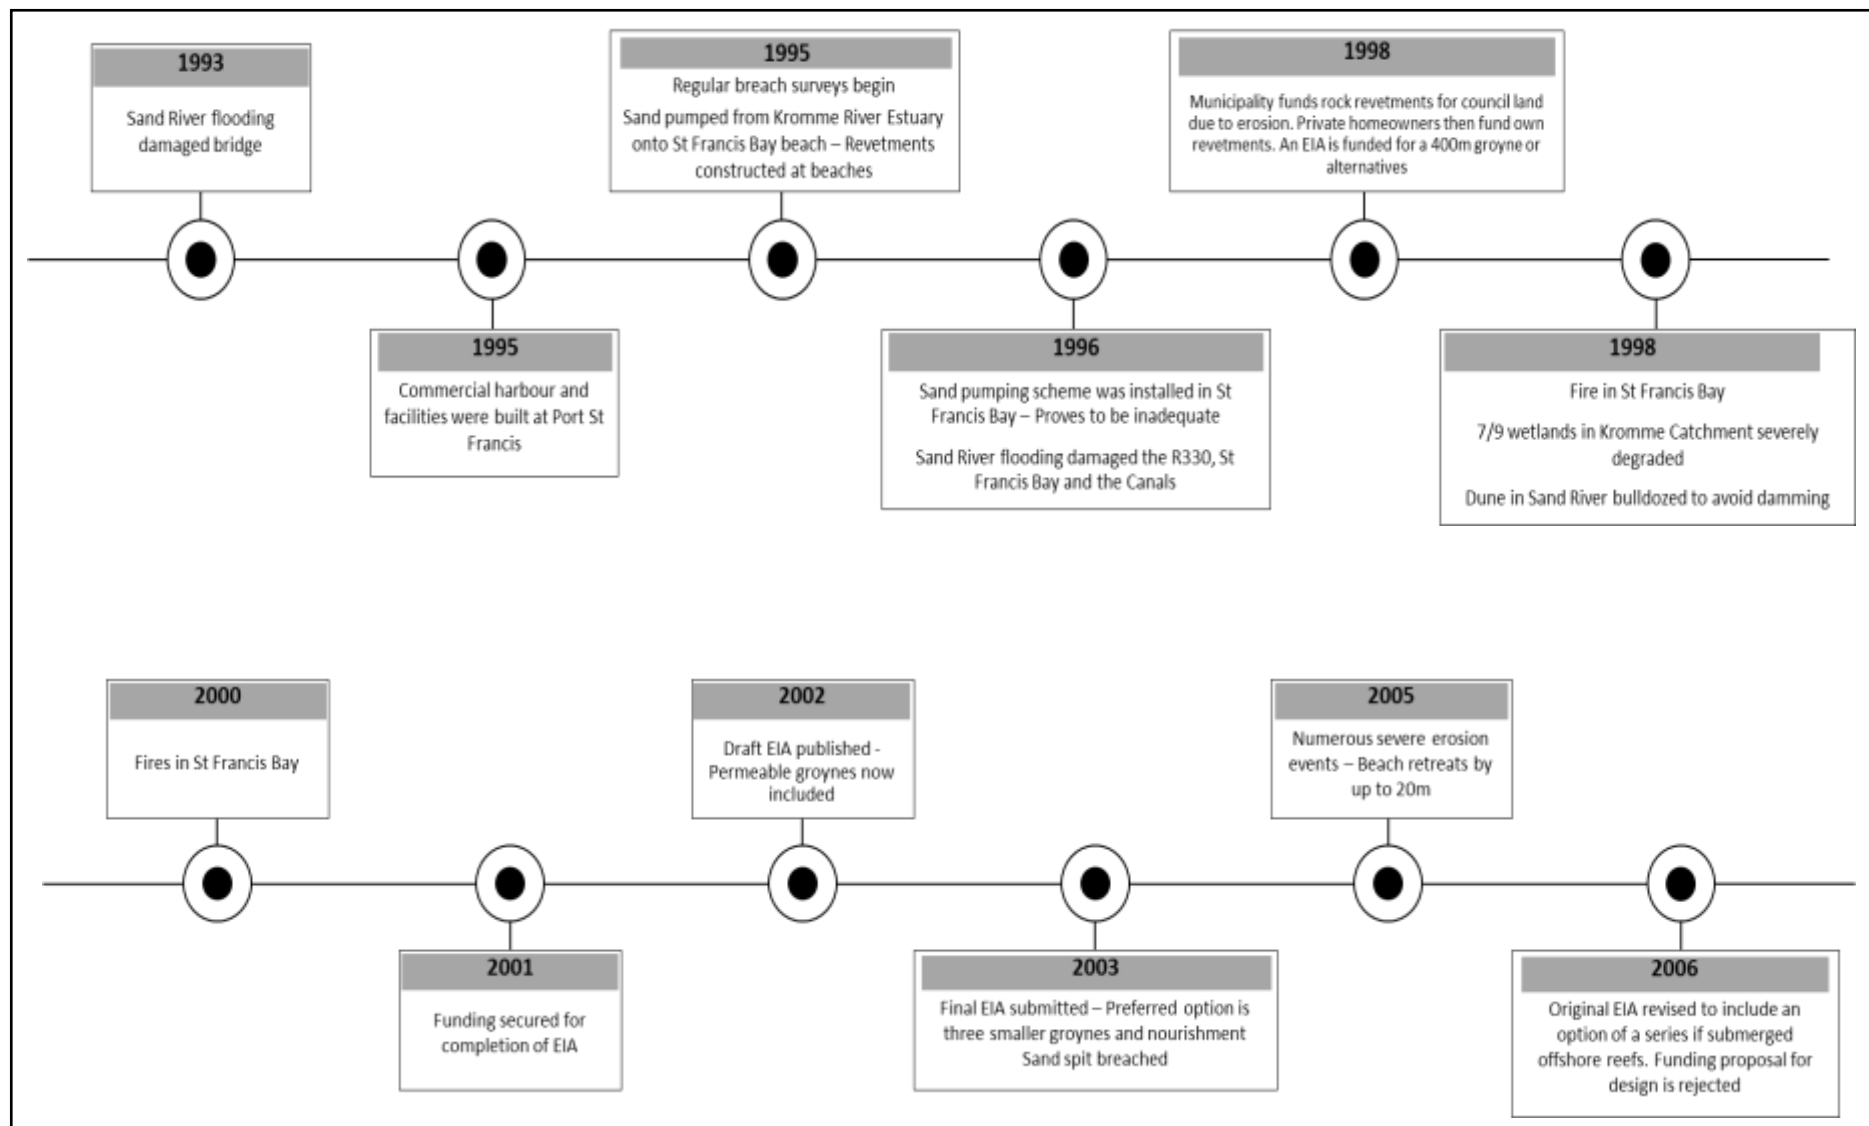 1993
Sand River flooding
damaged bridge
1995
Commercial harbour and
facilities were built at Port St
Francis
1995
Regular breach surveys begin
Sand pumped from Kromme River Estuary
onto St Francis Bay beach – Revetments
constructed at beaches
1996
Sand pumping scheme was installed in St
Francis Bay – Proves to be inadequate
Sand River flooding damaged the R330, St
Francis Bay and the Canals
1998
Municipality funds rock revetments for council land
due to erosion. Private homeowners then fund own
revetments. An EIA is funded for a 400m groyne or
alternatives
1998
Fire in St Francis Bay
7/9 wetlands in Kromme Catchment severely
degraded
Dune in Sand River bulldozed to avoid damming
2000
Fires in St Francis Bay
2001
Funding secured for
completion of EIA
2002
Draft EIA published -
Permeable groynes now
included
2003
Final EIA submitted – Preferred option is
three smaller groynes and nourishment
Sand spit breached
2005
Numerous severe erosion
events – Beach retreats by
up to 20m
2006
Original EIA revised to include an
option of a series if submerged
offshore reefs. Funding proposal for
design is rejected